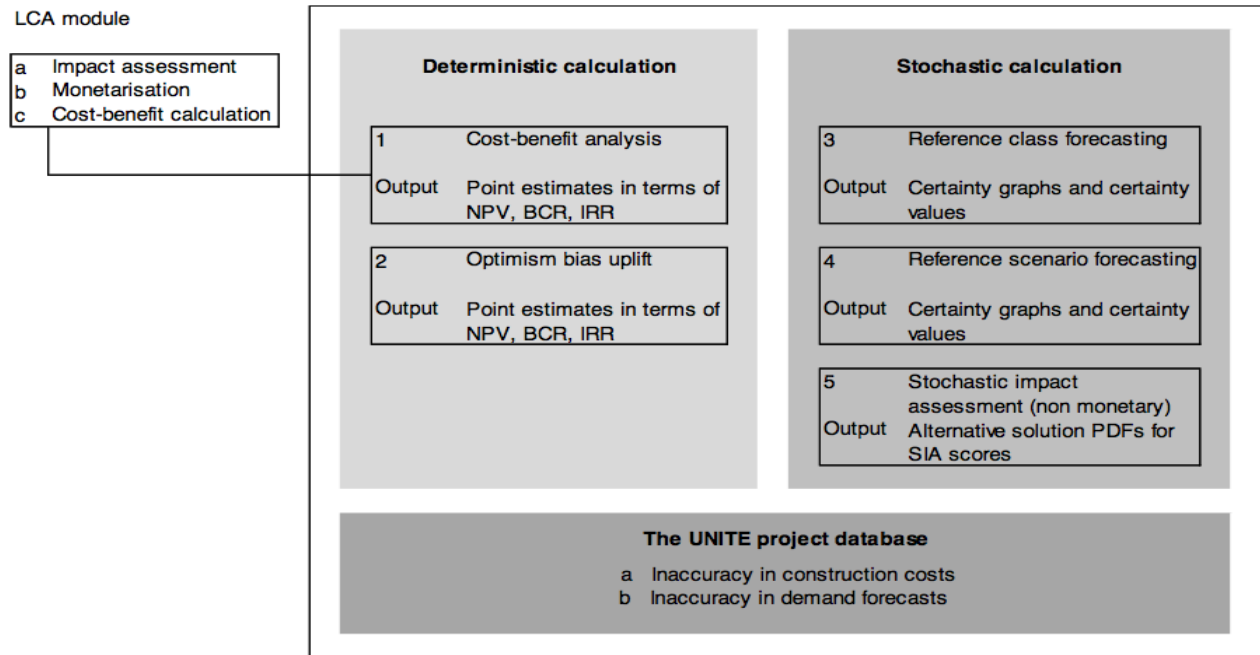 LCA module
a Impact assessment
b Monetarisation
c Cost-benefit calculation
Deterministic calculation
1 Cost-benefit analysis
Output Point estimates in terms of
NPV, BCR, IRR
2 Optimism bias uplift
Output Point estimates in terms of
NPV, BCR, IRR
Stochastic calculation
3 Reference class forecasting
Output Certainty graphs and certainty
values
4 Reference scenario forecasting
Output Certainty graphs and certainty
values
5 Stochastic impact
assessment (non monetary)
Output Alternative solution PDFs for
SIA scores
The UNITE project database
a Inaccuracy in construction costs
b Inaccuracy in demand forecasts